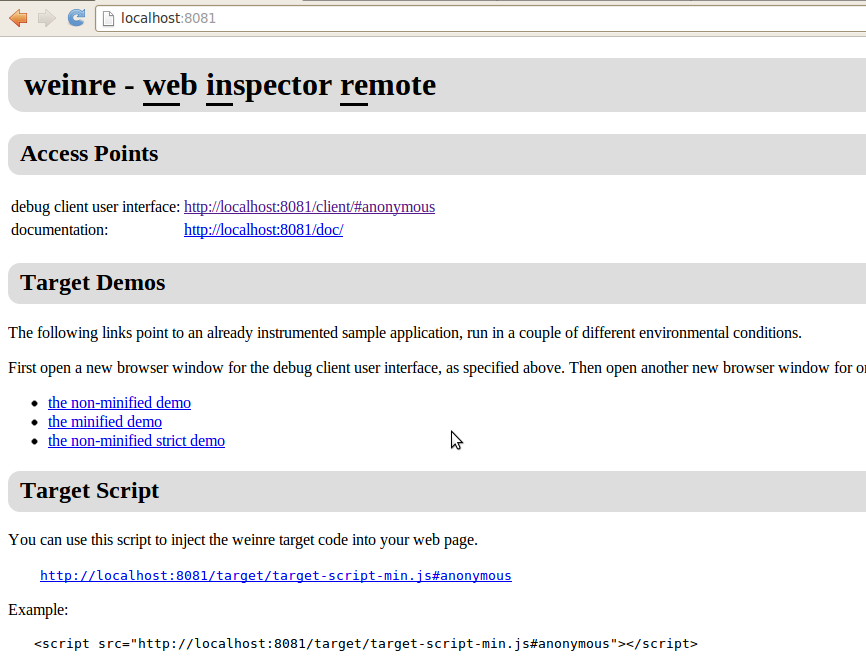 localhost:8081
weinre - web inspector remote
Access Points
debug client user interface: http://localhost:8081/client/#anonymous
documentation: http://localhost:8081/doc/
Target Demos
The following links point to an already instrumented sample application, run in a couple of different environmental conditions.
First open a new browser window for the debug client user interface, as specified above. Then open another new browser window for
the non-minified demo
the minified demo
the non-minified strict demo
Target Script
You can use this script to inject the weinre target code into your web page.
http://localhost:8081/target/target-script-min.js#anonymous
Example:
<script src="http://localhost:8081/target/target-script-min.js#anonymous"></script>